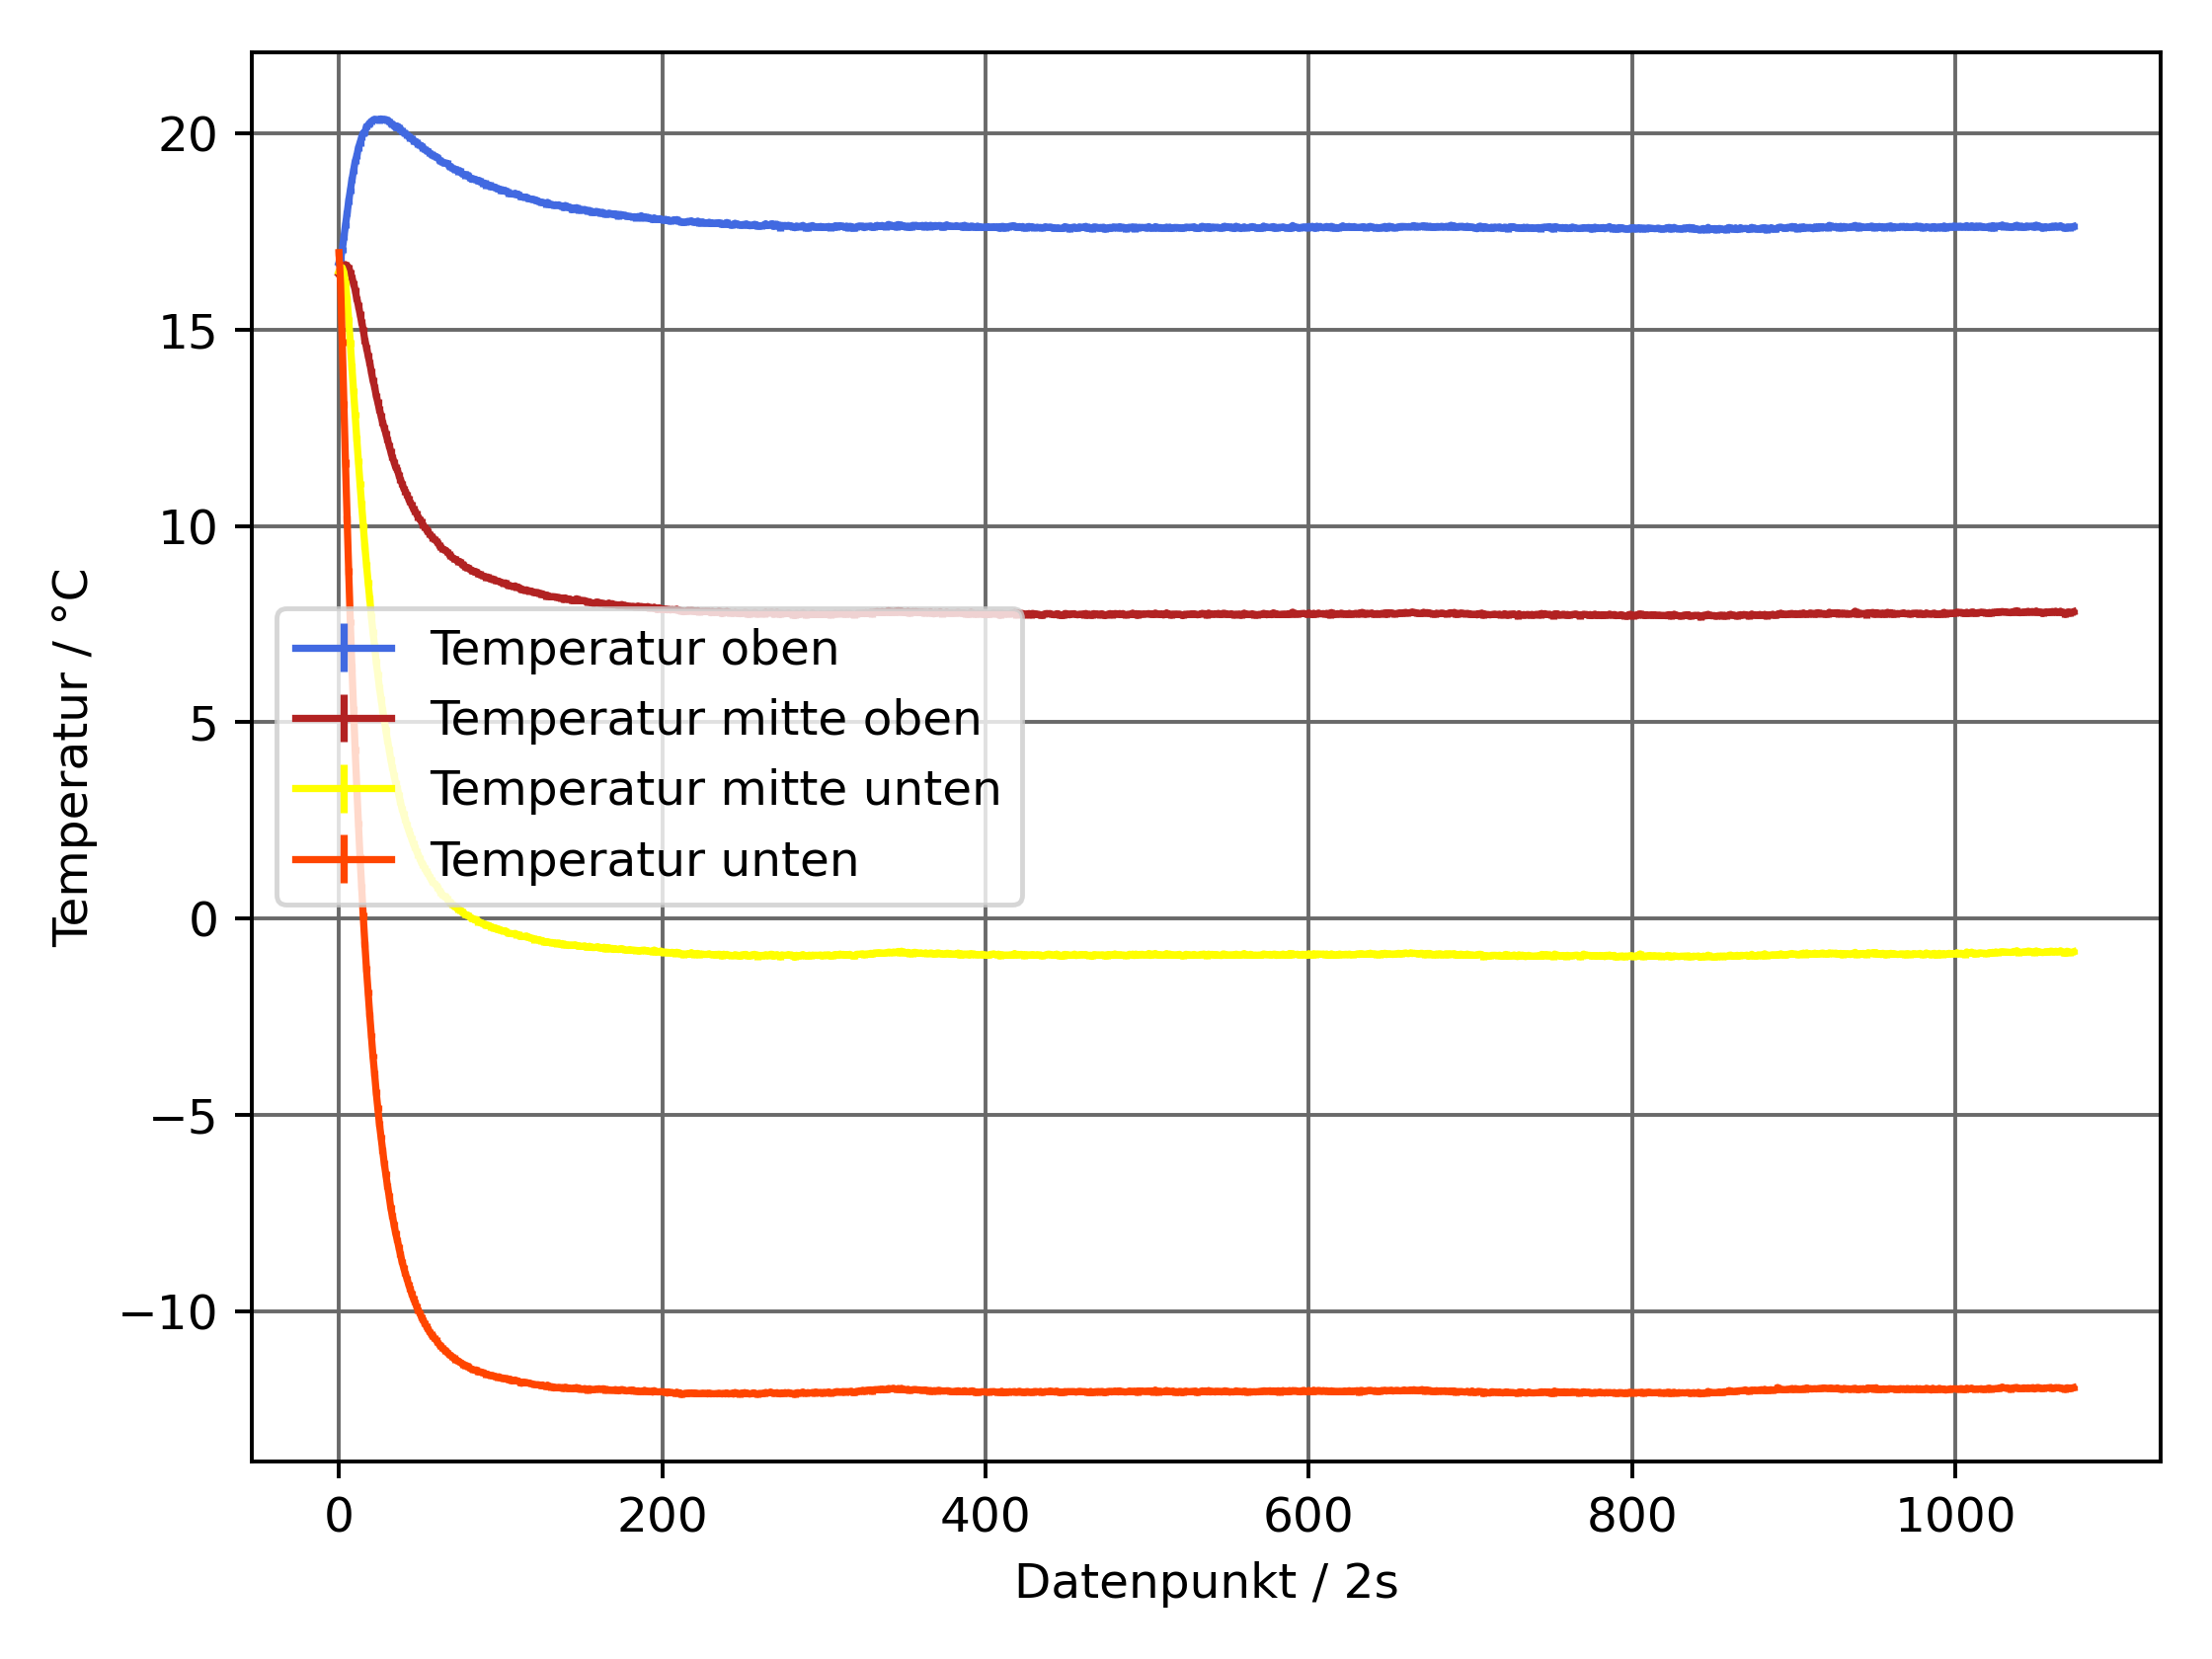 20
15
10
5
0
−5
−10
Temperatur / °C
Temperatur oben
Temperatur mitte oben
Temperatur mitte unten
Temperatur unten
0 200 400 600 800 1000
Datenpunkt / 2s